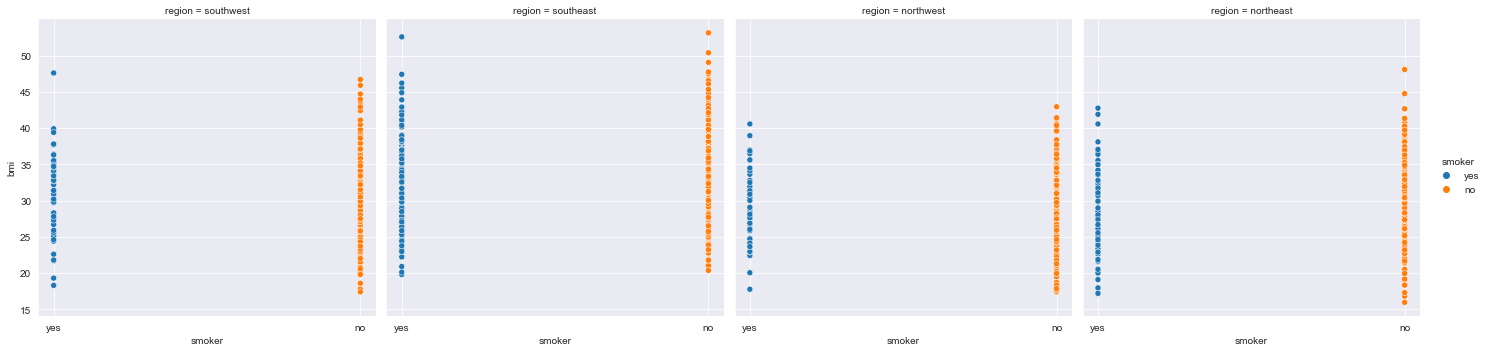 region = southwest
region = southeast
region = northwest
region = northeast
bmi
50
45
40
35
30
25
20
15
yes
no
smoker
yes
no
smoker
yes
no
smoker
yes
no
smoker
smoker
yes
no